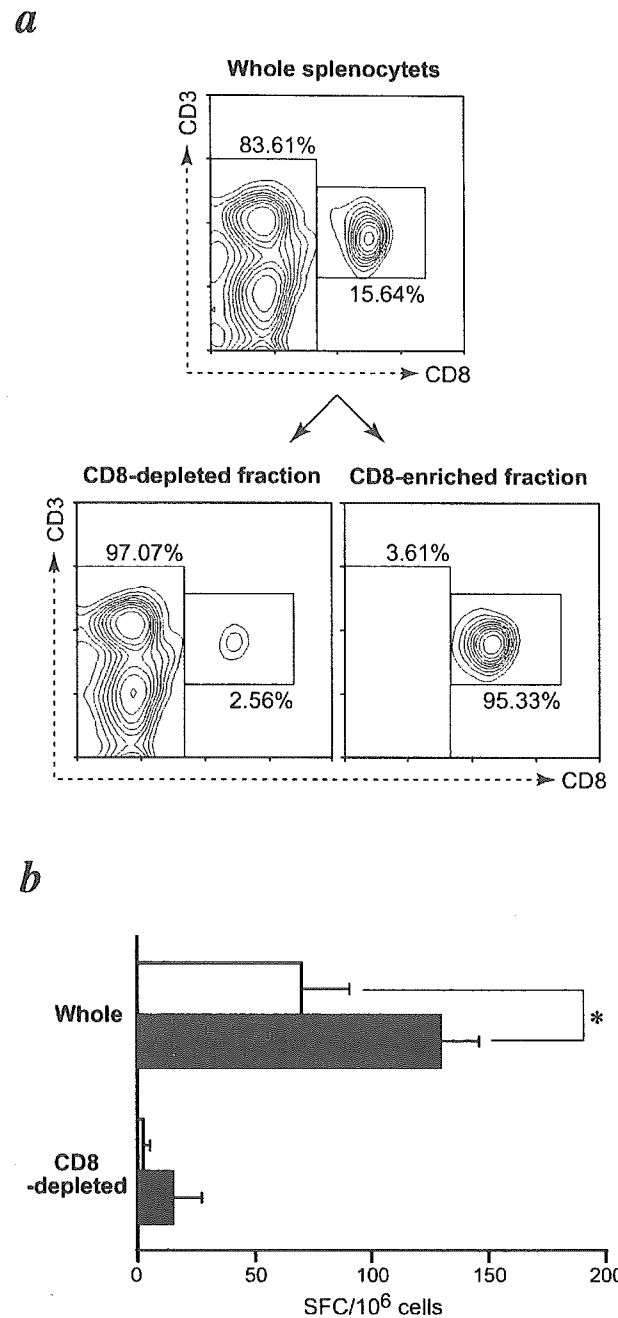 a
Whole splenocytets
CD3
83.61%
15.64%
CD8
CD8-depleted fraction
CD8-enriched fraction
CD3
97.07%
3.61%
2.56%
95.33%
CD8
b
Whole
*
CD8
-depleted
0 50 100 150 200
SFC/10⁶ cells